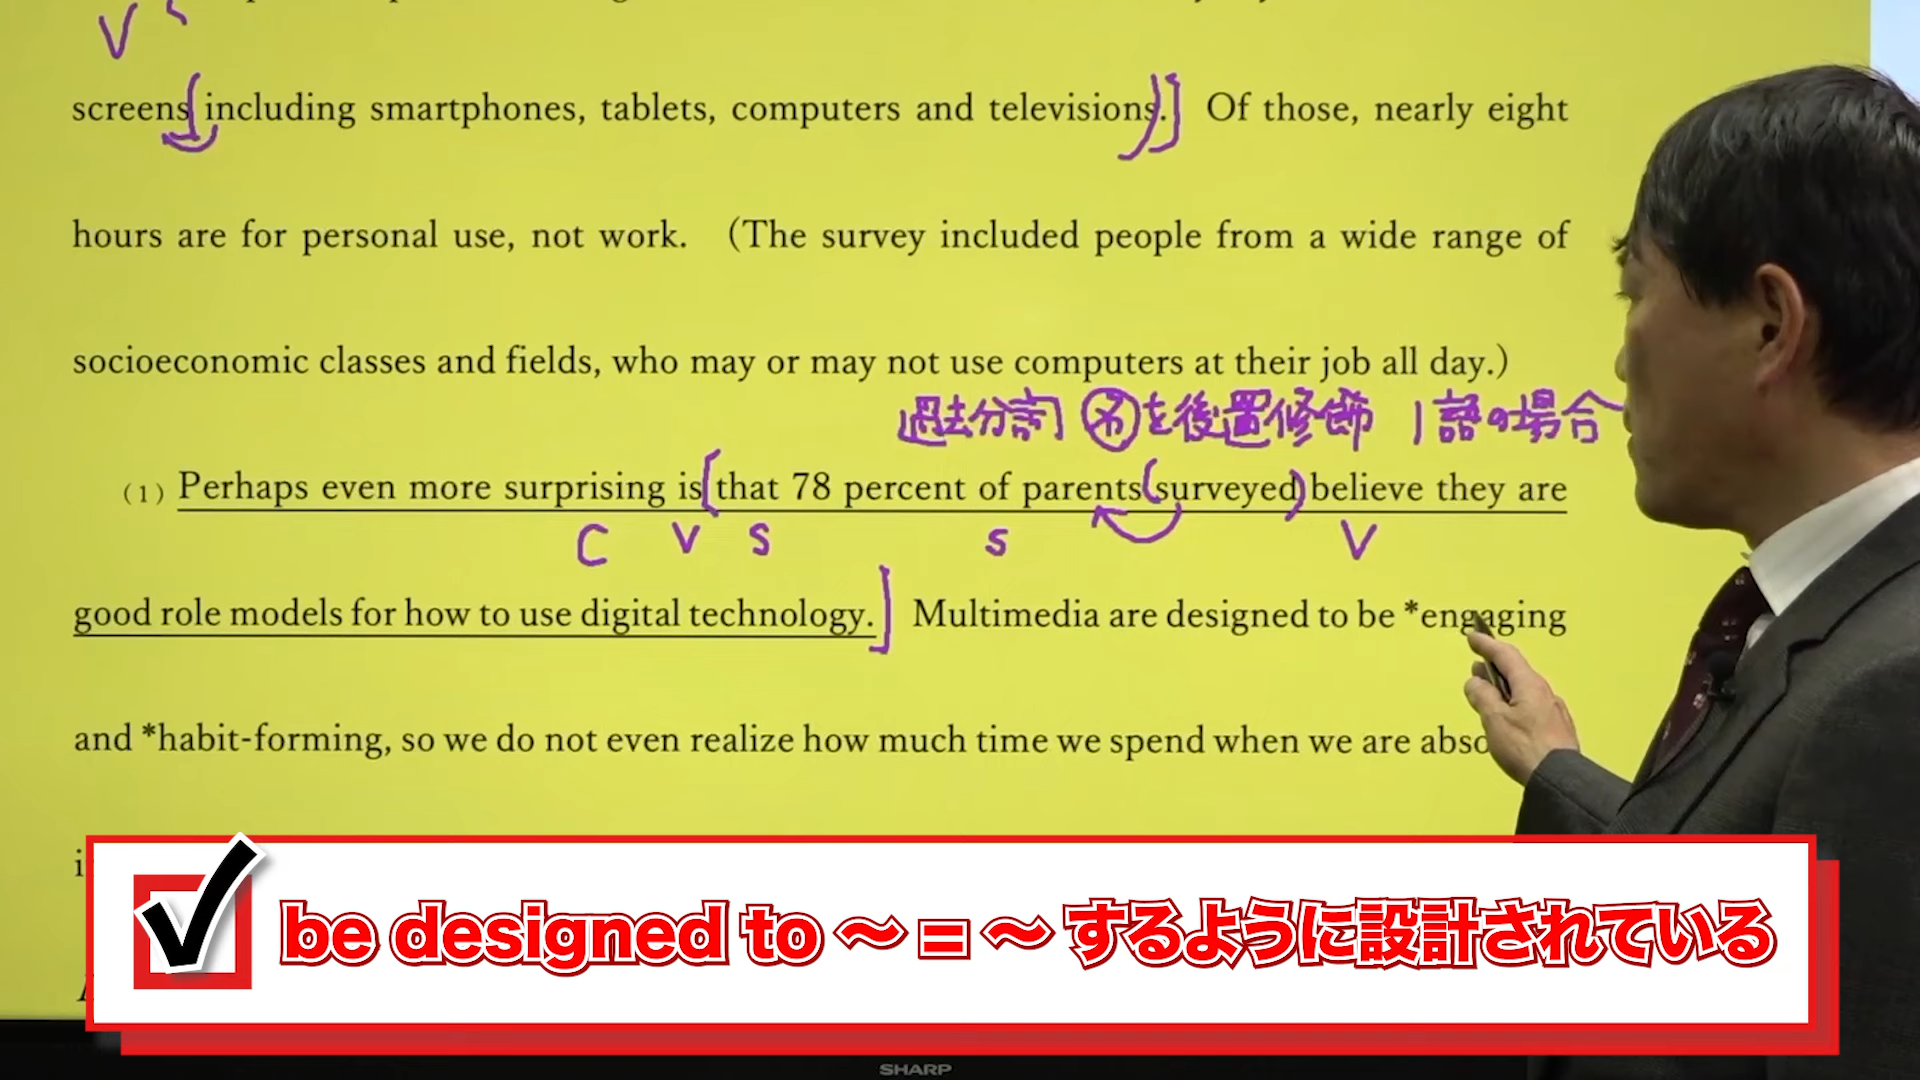 V
screens including smartphones, tablets, computers and televisions. Of those, nearly eight
hours are for personal use, not work. (The survey included people from a wide range of
socioeconomic classes and fields, who may or may not use computers at their job all day.)
過去分詞 名を後置修飾 1語の場合
(1) Perhaps even more surprising is [that 78 percent of parents (surveyed) believe they are
C V S S V
good role models for how to use digital technology.] Multimedia are designed to be *engaging
and *habit-forming, so we do not even realize how much time we spend when we are abso
be designed to ～ = ～ するように設計されている
SHARP